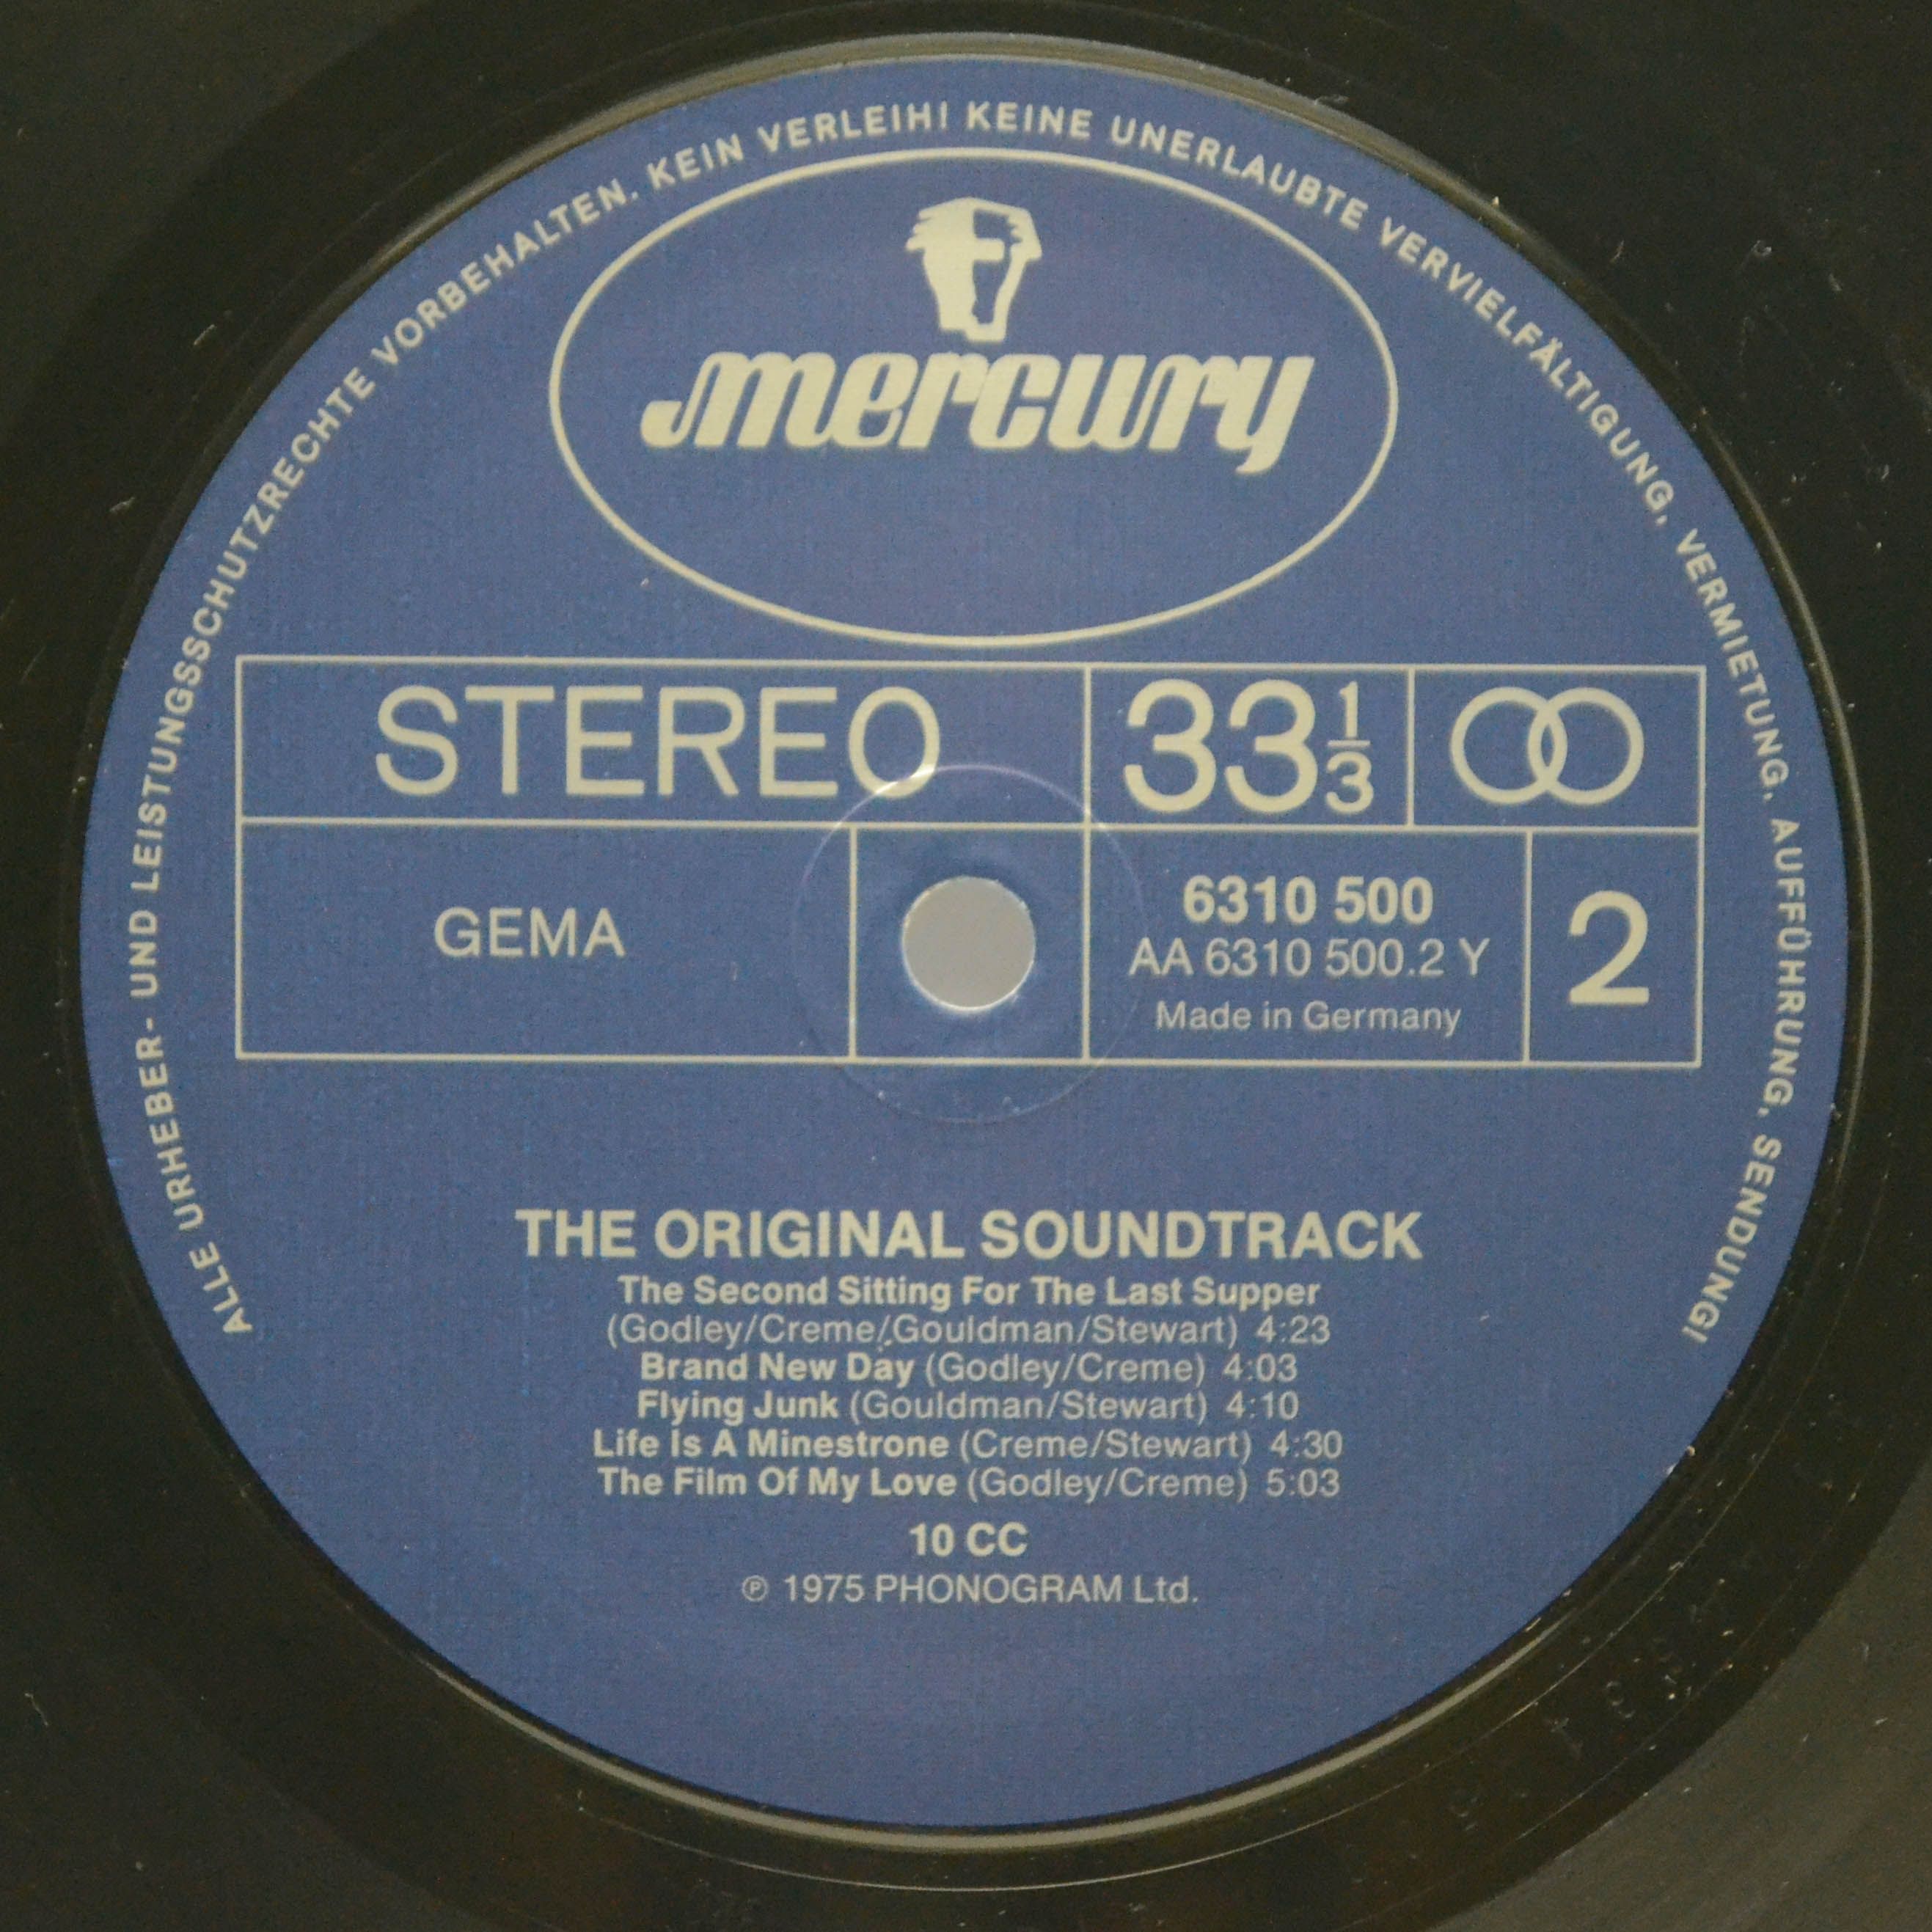 ALLE URHEBER- UND LEISTUNGSSCHUTZRECHTE VORBEHALTEN. KEIN VERLEIH! KEINE UNERLAUBTE VERVIELFÄLTIGUNG, VERMIETUNG, AUFFÜHRUNG, SENDUNG!
mercury
STEREO 33 1/3
GEMA
6310 500
AA 6310 500.2 Y
Made in Germany
2
THE ORIGINAL SOUNDTRACK
The Second Sitting For The Last Supper
(Godley/Creme/Gouldman/Stewart) 4:23
Brand New Day (Godley/Creme) 4:03
Flying Junk (Gouldman/Stewart) 4:10
Life Is A Minestrone (Creme/Stewart) 4:30
The Film Of My Love (Godley/Creme) 5:03
10 CC
℗ 1975 PHONOGRAM Ltd.